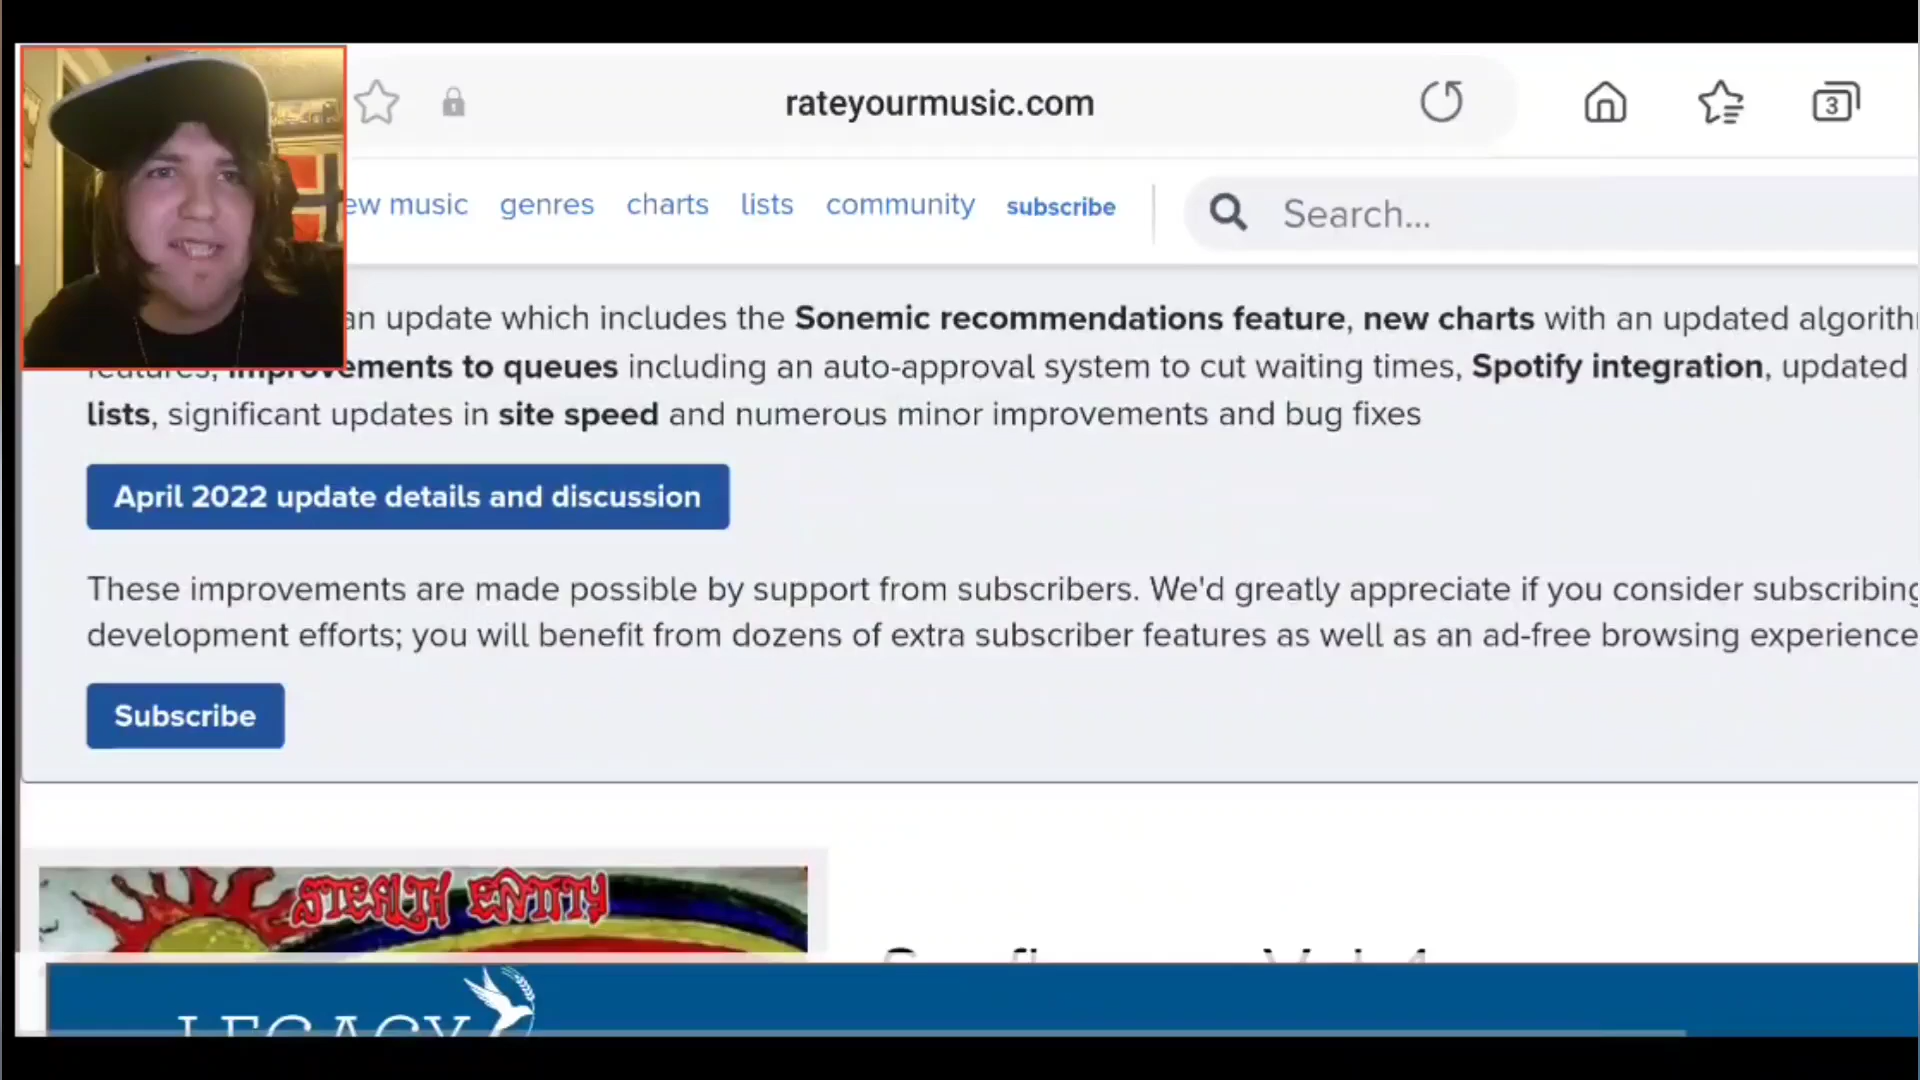 rateyourmusic.com
3
ew music genres charts lists community subscribe
Search...
an update which includes the Sonemic recommendations feature, new charts with an updated algorith
features, improvements to queues including an auto-approval system to cut waiting times, Spotify integration, updated
lists, significant updates in site speed and numerous minor improvements and bug fixes
April 2022 update details and discussion
These improvements are made possible by support from subscribers. We'd greatly appreciate if you consider subscribing
development efforts; you will benefit from dozens of extra subscriber features as well as an ad-free browsing experience
Subscribe
STEALTH ENTITY
LEGACY